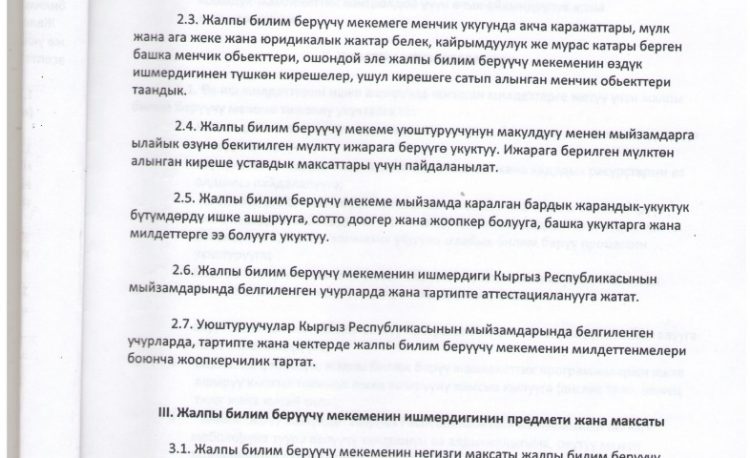 2.3. Жалпы билим берүүчү мекемеге менчик укугунда акча каражаттары, мүлк
жана ага жеке жана юридикалык жактар белек, кайрымдуулук же мурас катары берген
башка менчик обьекттери, ошондой эле жалпы билим берүүчү мекеменин өздүк
ишмердигинен түшкөн кирешелер, ушул кирешеге сатып алынган менчик обьекттери
таандык.
2.4. Жалпы билим берүүчү мекеме уюштуруучунун макулдугу менен мыйзамдарга
ылайык өзүнө бекитилген мүлктү ижарага берүүгө укуктуу. Ижарага берилген мүлктөн
алынган киреше уставдык максаттары үчүн пайдаланылат.
2.5. Жалпы билим берүүчү мекеме мыйзамда каралган бардык жарандык-укуктук
бүтүмдөрдү ишке ашырууга, сотто доогер жана жоопкер болууга, башка укуктарга жана
милдеттерге ээ болууга укуктуу.
2.6. Жалпы билим берүүчү мекеменин ишмердиги Кыргыз Республикасынын
мыйзамдарында белгиленген учурларда жана тартипте аттестацияланууга жатат.
2.7. Уюштуруучулар Кыргыз Республикасынын мыйзамдарында белгиленген
учурларда, тартипте жана чектерде жалпы билим берүүчү мекеменин милдеттенмелери
боюнча жоопкерчилик тартат.
III. Жалпы билим берүүчү мекеменин ишмердигинин предмети жана максаты
3.1. Жалпы билим берүүчү мекеменин негизги максаты жалпы билим берүүчү